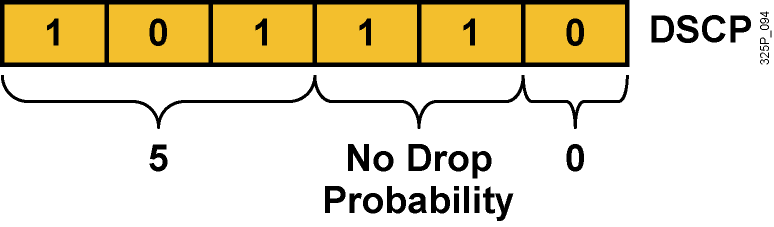 1 0 1 1 1 0 DSCP
325P_094
5 No Drop 0
Probability